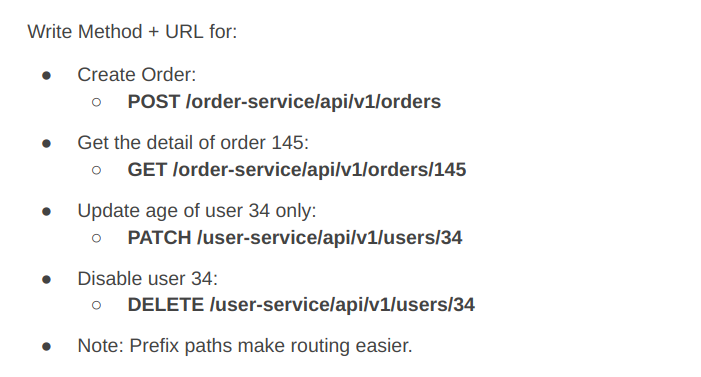 Write Method + URL for:
● Create Order:
○ POST /order-service/api/v1/orders
● Get the detail of order 145:
○ GET /order-service/api/v1/orders/145
● Update age of user 34 only:
○ PATCH /user-service/api/v1/users/34
● Disable user 34:
○ DELETE /user-service/api/v1/users/34
● Note: Prefix paths make routing easier.